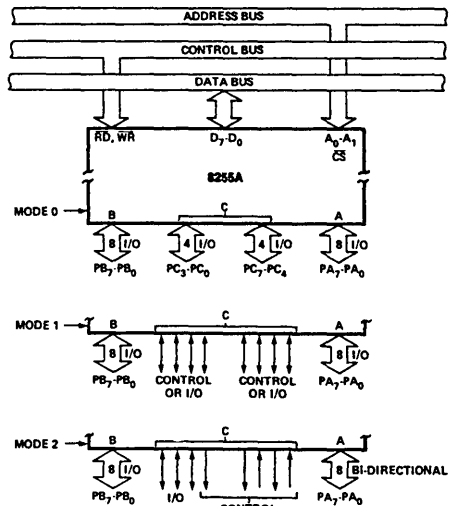 ADDRESS BUS
CONTROL BUS
DATA BUS
RD, WR D7-D0 A0-A1
CS
8255A
MODE 0 B C A
8 I/O 4 I/O 4 I/O 8 I/O
PB7-PB0 PC3-PC0 PC7-PC4 PA7-PA0
MODE 1 B C A
8 I/O 8 I/O
PB7-PB0 CONTROL OR I/O CONTROL OR I/O PA7-PA0
MODE 2 B C A
8 I/O 8 BI-DIRECTIONAL
PB7-PB0 I/O PA7-PA0